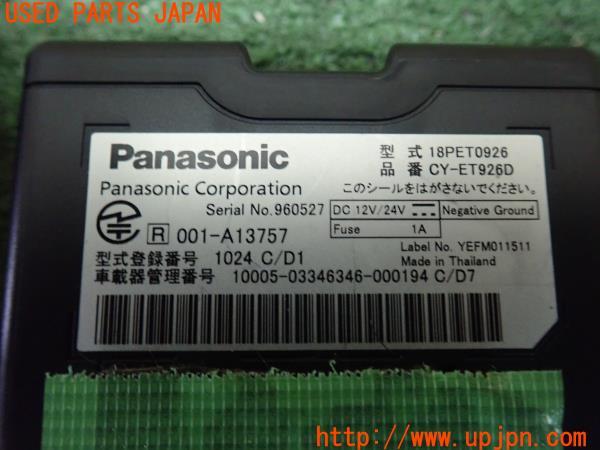 USED PARTS JAPAN
Panasonic
型式 18PET0926
品番 CY-ET926D
Panasonic Corporation
このシールをはがさないでください。
Serial No.960527
DC 12V/24V
Negative Ground
Fuse 1A
R 001-A13757
Label No. YEFM011511
型式登録番号 1024 C/D1
Made in Thailand
車載器管理番号 10005-03346346-000194 C/D7
http://www.upjpn.com/